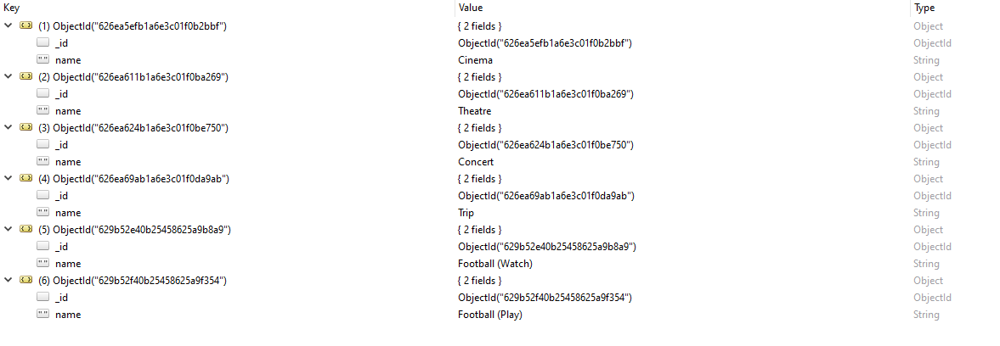 Key Value Type
(1) ObjectId("626ea5efb1a6e3c01f0b2bbf") { 2 fields } Object
_id ObjectId("626ea5efb1a6e3c01f0b2bbf") ObjectId
" " name Cinema String
(2) ObjectId("626ea611b1a6e3c01f0ba269") { 2 fields } Object
_id ObjectId("626ea611b1a6e3c01f0ba269") ObjectId
" " name Theatre String
(3) ObjectId("626ea624b1a6e3c01f0be750") { 2 fields } Object
_id ObjectId("626ea624b1a6e3c01f0be750") ObjectId
" " name Concert String
(4) ObjectId("626ea69ab1a6e3c01f0da9ab") { 2 fields } Object
_id ObjectId("626ea69ab1a6e3c01f0da9ab") ObjectId
" " name Trip String
(5) ObjectId("629b52e40b25458625a9b8a9") { 2 fields } Object
_id ObjectId("629b52e40b25458625a9b8a9") ObjectId
" " name Football (Watch) String
(6) ObjectId("629b52f40b25458625a9f354") { 2 fields } Object
_id ObjectId("629b52f40b25458625a9f354") ObjectId
" " name Football (Play) String